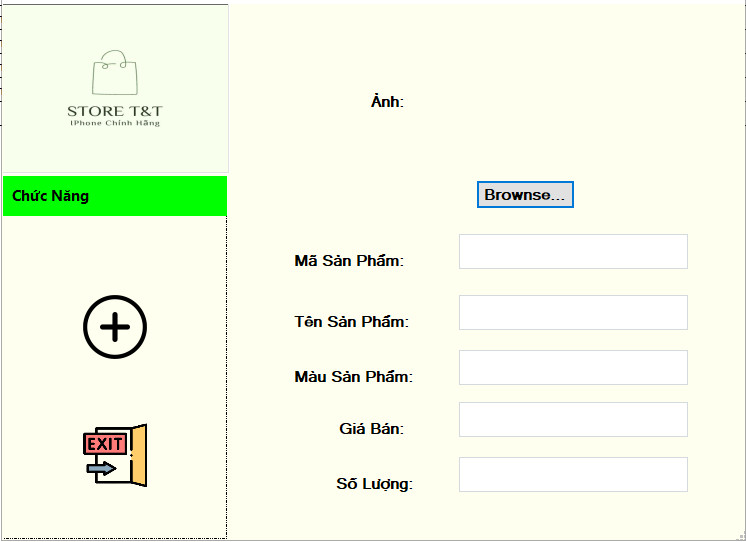 STORE T&T
IPhone Chính Hãng
Chức Năng
EXIT
Ảnh:
Brownse...
Mã Sản Phẩm:
Tên Sản Phẩm:
Màu Sản Phẩm:
Giá Bán:
Số Lượng: